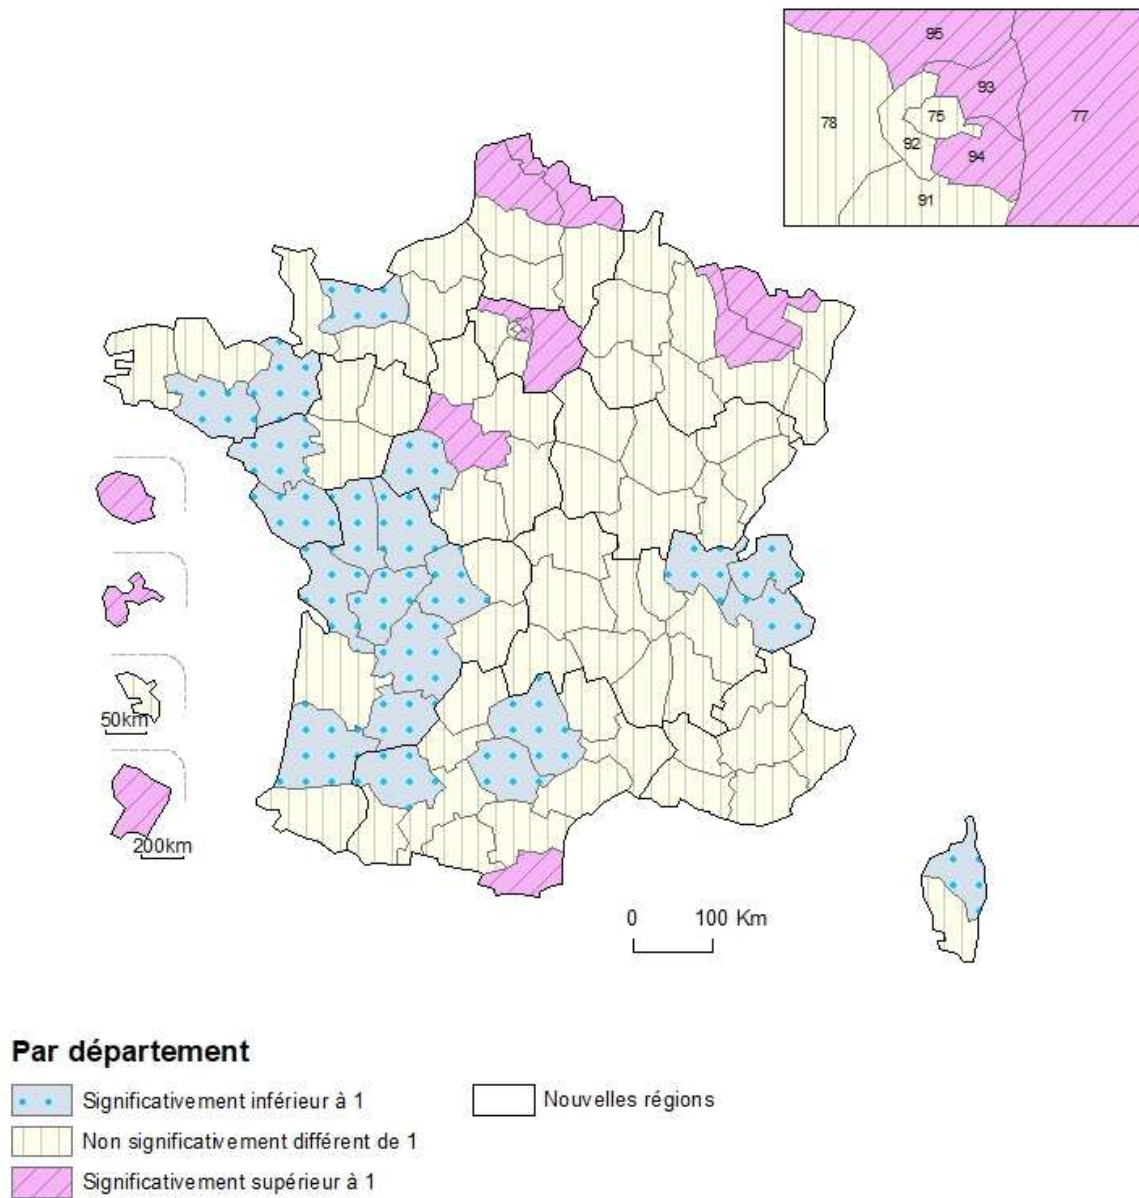 95
93
78
75
77
92
94
91
50km
200km
0 100 Km
Par département
Significativement inférieur à 1
Nouvelles régions
Non significativement différent de 1
Significativement supérieur à 1